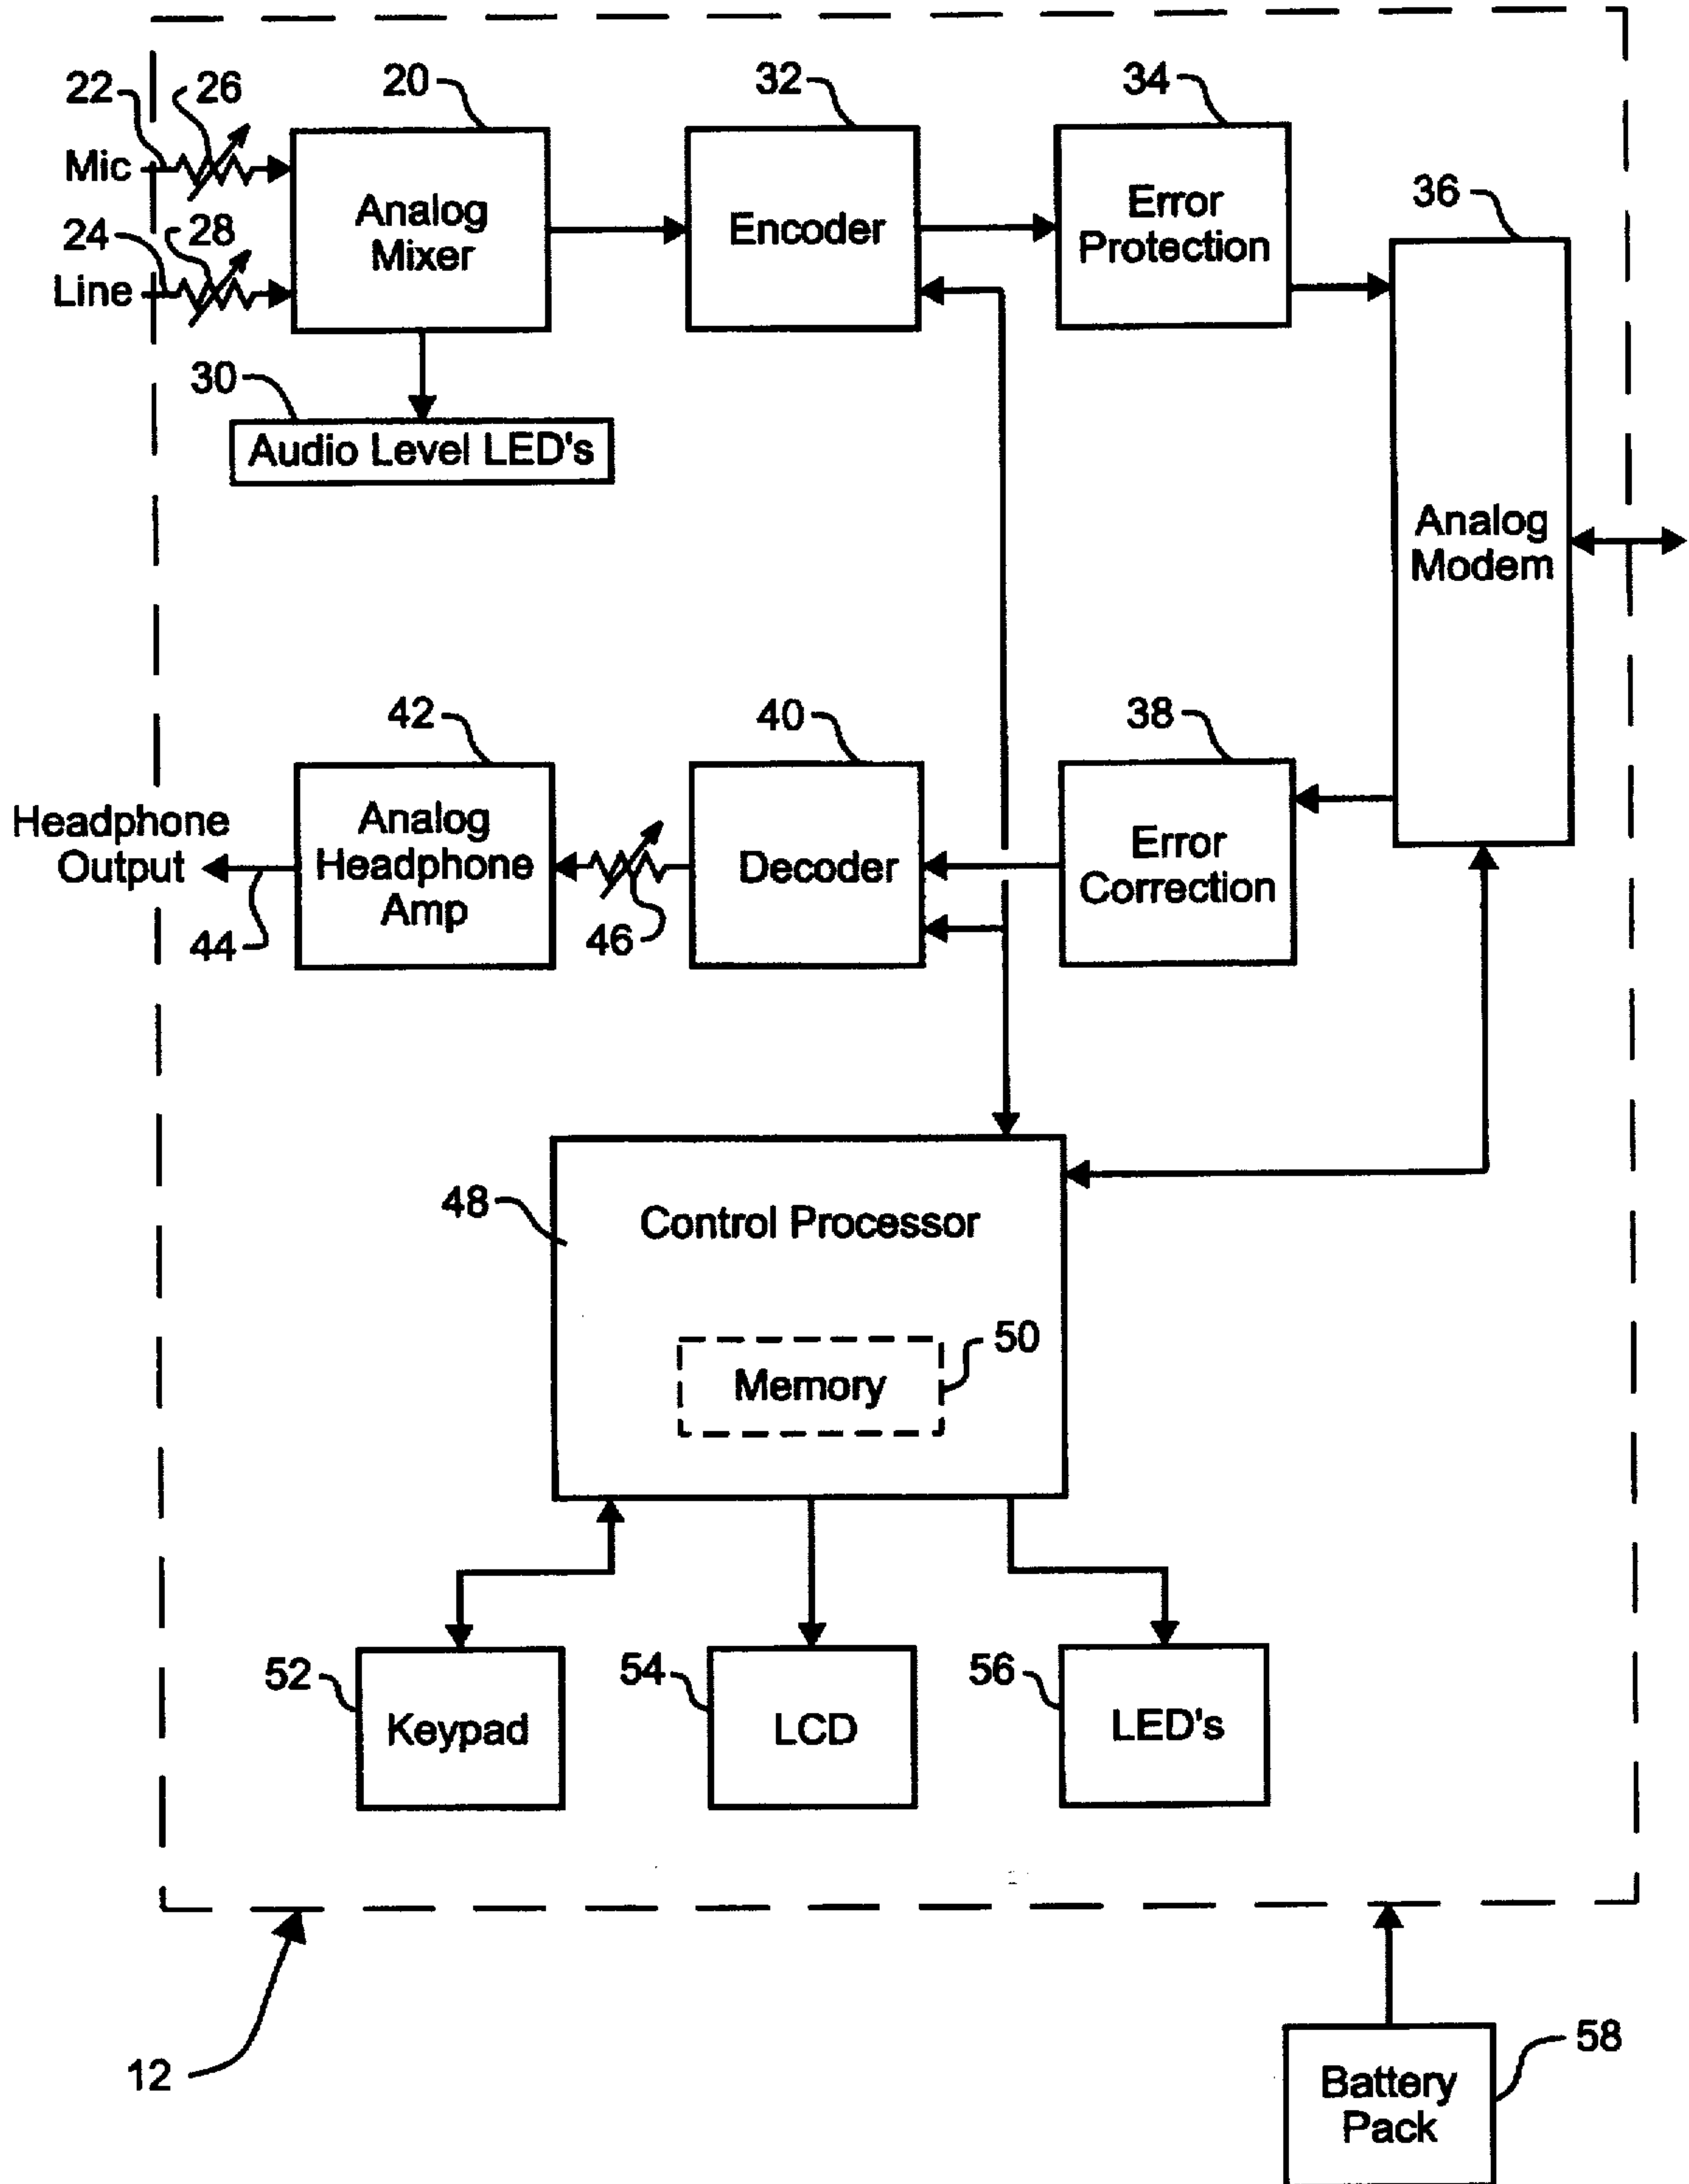 22
26
20
32
34
Mic
36
Analog
Mixer
Encoder
Error
Protection
24
28
Line
30
Audio Level LED's
Analog
Modem
42
40
38
Headphone
Output
Analog
Headphone
Amp
Decoder
Error
Correction
44
46
48
Control Processor
50
Memory
52
54
56
Keypad
LCD
LED's
12
58
Battery
Pack